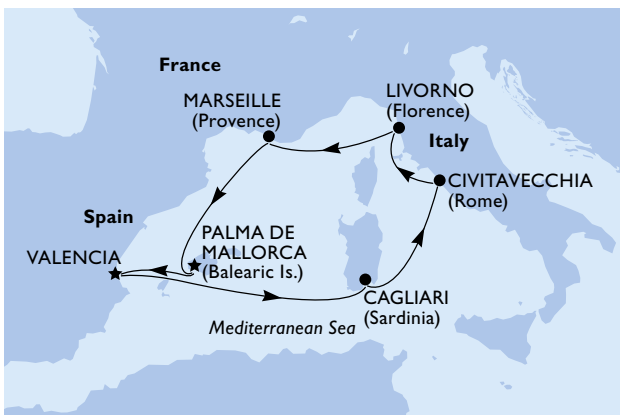 France
MARSEILLE
(Provence)
LIVORNO
(Florence)
Italy
CIVITAVECCHIA
(Rome)
Spain
VALENCIA
PALMA DE
MALLORCA
(Balearic Is.)
CAGLIARI
(Sardinia)
Mediterranean Sea